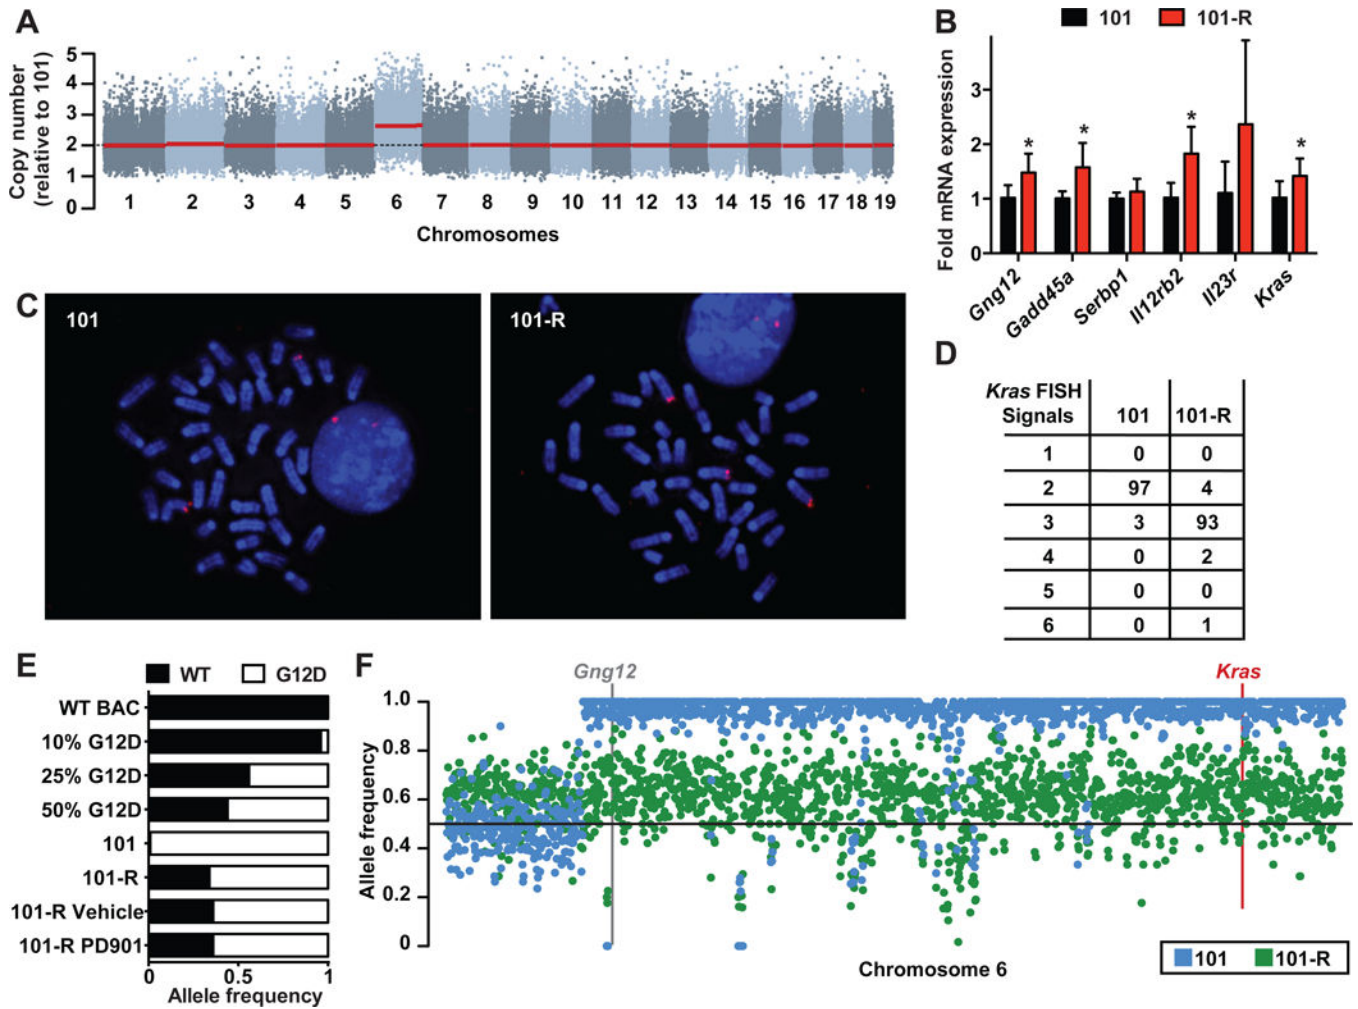 A
Copy number
(relative to 101)
5
4
3
2
1
0
1 2 3 4 5 6 7 8 9 10 11 12 13 14 15 16 17 18 19
Chromosomes
B
101 101-R
Fold mRNA expression
3
2
1
0
* * * *
Gng12 Gadd45a Serbp1 Il12rb2 Il23r Kras
C
101
101-R
D
Kras FISH
Signals 101 101-R
1 0 0
2 97 4
3 3 93
4 0 2
5 0 0
6 0 1
E
WT G12D
WT BAC
10% G12D
25% G12D
50% G12D
101
101-R
101-R Vehicle
101-R PD901
0 0.5 1
Allele frequency
F
Gng12 Kras
Allele frequency
1.0
0.8
0.6
0.4
0.2
0
Chromosome 6
101 101-R